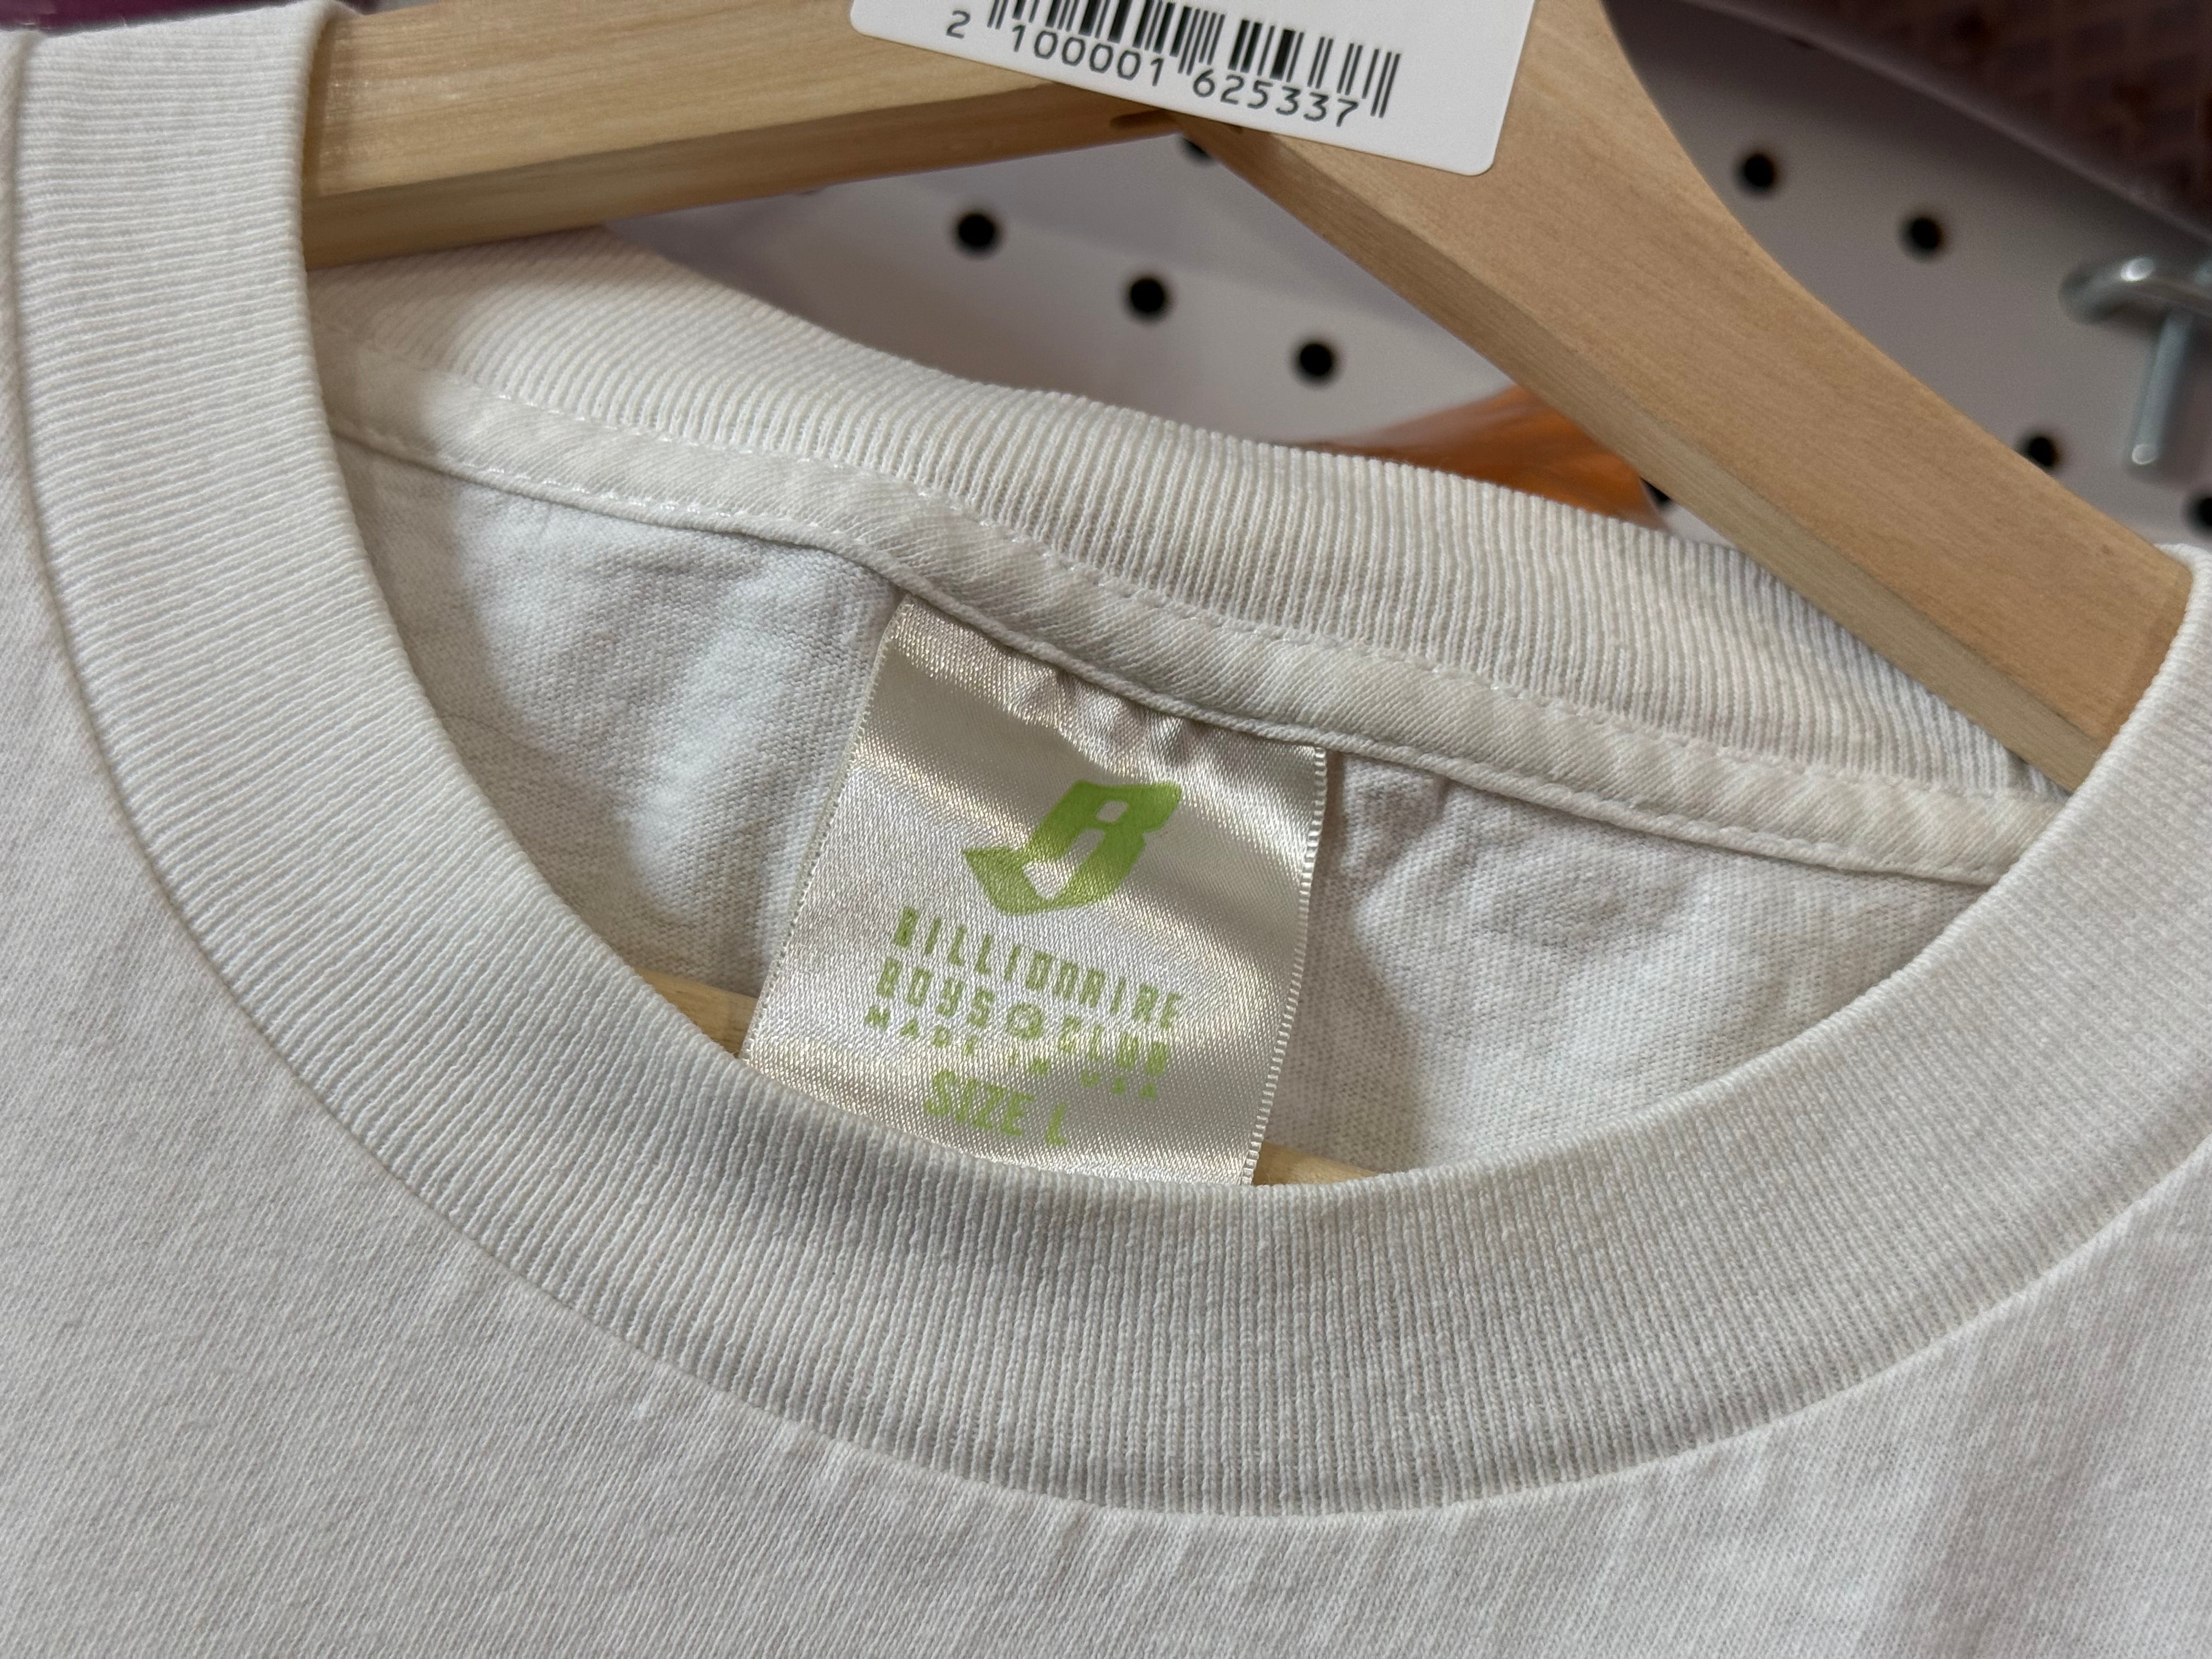 2 100001 625337
B
BILLIONAIRE
BOYS CLUB
MADE IN USA
SIZE L